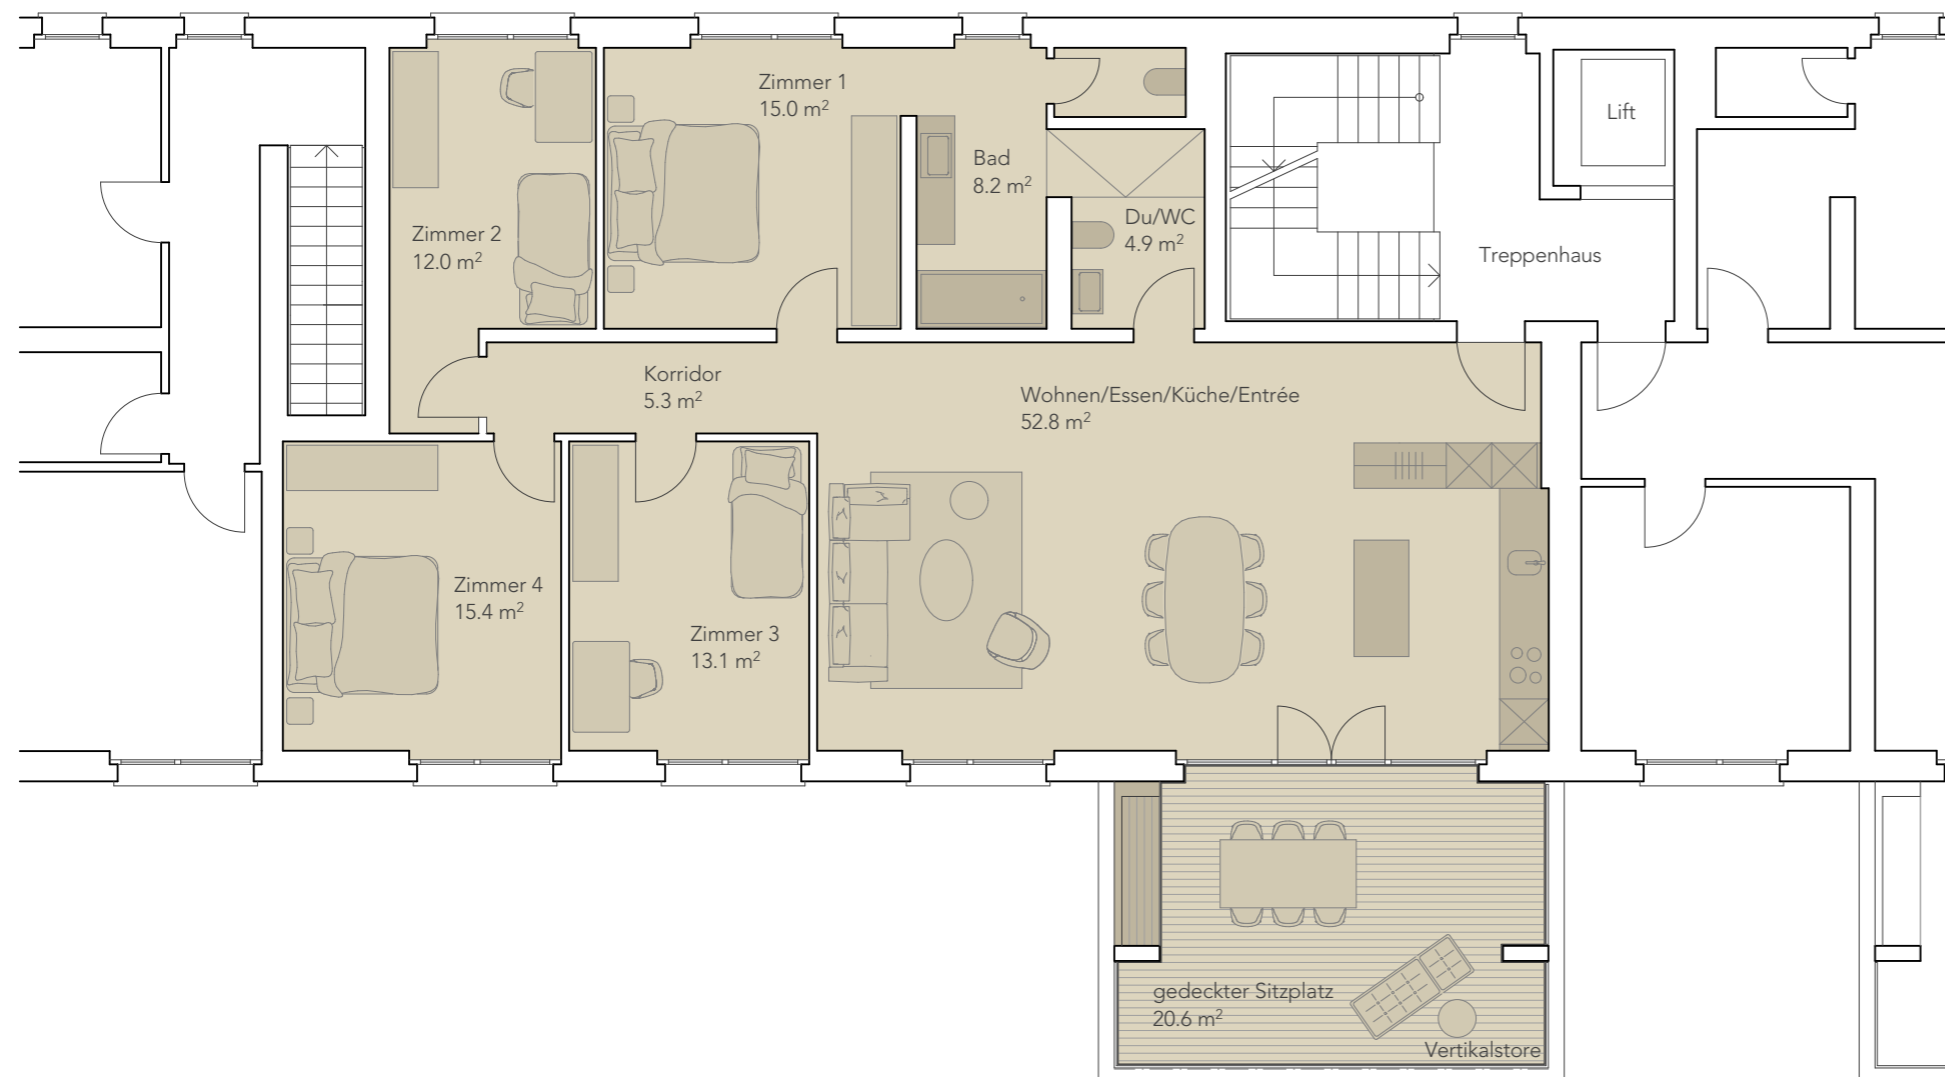 Zimmer 1
15.0 m²
Lift
Bad
8.2 m²
Du/WC
4.9 m²
Zimmer 2
12.0 m²
Treppenhaus
Korridor
5.3 m²
Wohnen/Essen/Küche/Entrée
52.8 m²
Zimmer 4
15.4 m²
Zimmer 3
13.1 m²
gedeckter Sitzplatz
20.6 m²
Vertikalstore